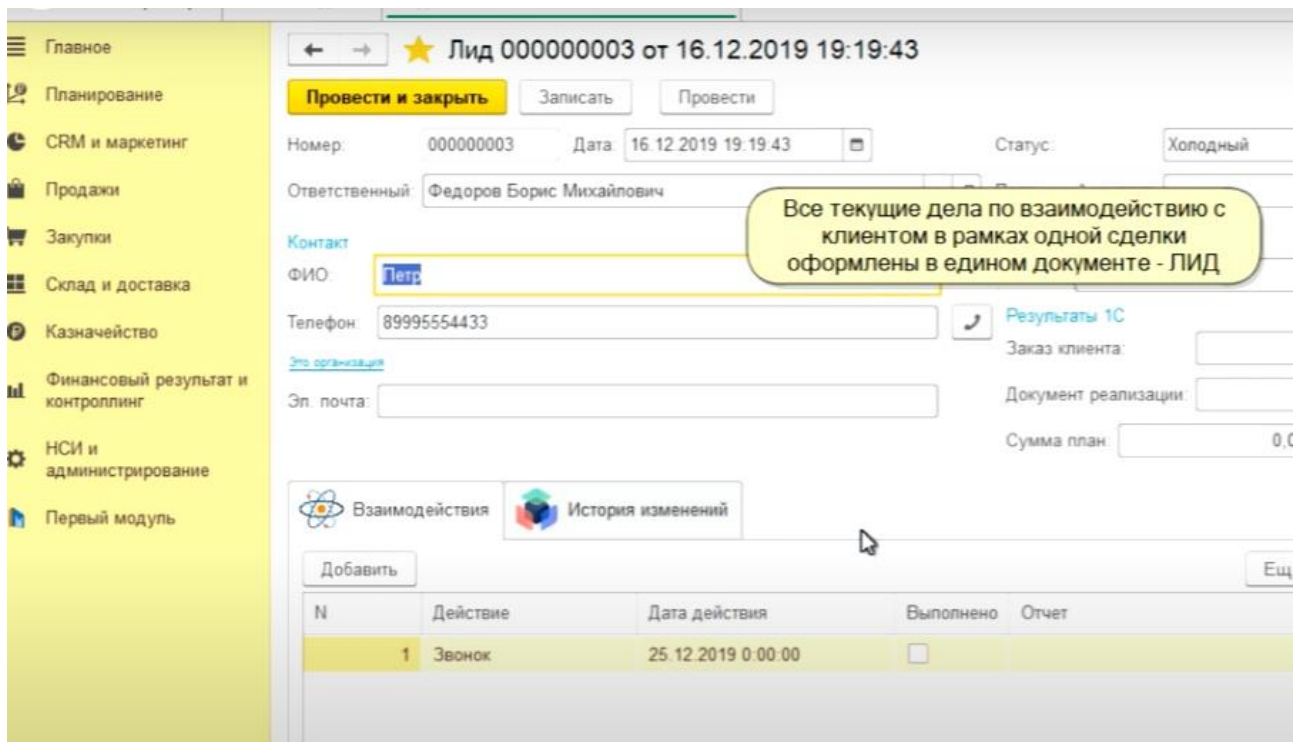 Главное
Планирование
CRM и маркетинг
Продажи
Закупки
Склад и доставка
Казначейство
Финансовый результат и
контроллинг
НСИ и
администрирование
Первый модуль
Лид 000000003 от 16.12.2019 19:19:43
Провести и закрыть Записать Провести
Номер: 000000003 Дата: 16.12.2019 19:19:43 Статус: Холодный
Ответственный: Федоров Борис Михайлович
Все текущие дела по взаимодействию с
клиентом в рамках одной сделки
оформлены в едином документе - ЛИД
Контакт
ФИО: Петр
Телефон: 89995554433
Это организация
Эл. почта:
Результаты 1С
Заказ клиента:
Документ реализации:
Сумма план: 0,0
Взаимодействия История изменений
Добавить Ещ
N Действие Дата действия Выполнено Отчет
1 Звонок 25.12.2019 0:00:00